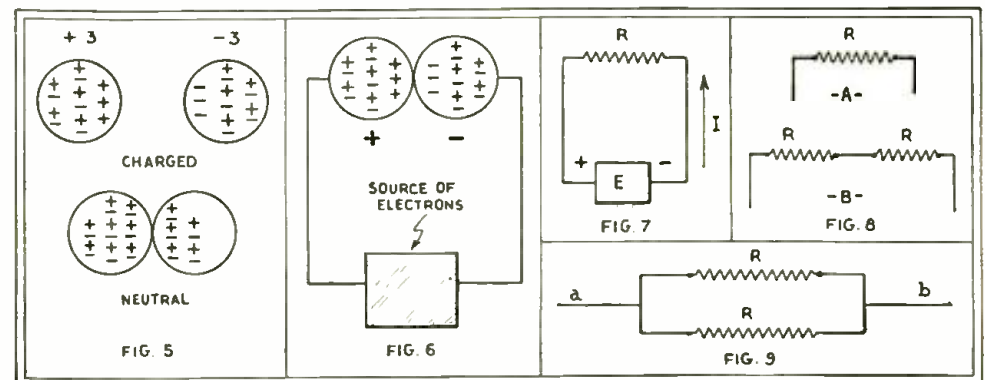 + 3 - 3
CHARGED
NEUTRAL
FIG. 5
+ -
SOURCE OF
ELECTRONS
FIG. 6
R
I
+ -
E
FIG. 7
R
-A-
R R
-B-
FIG. 8
R
a b
R
FIG. 9